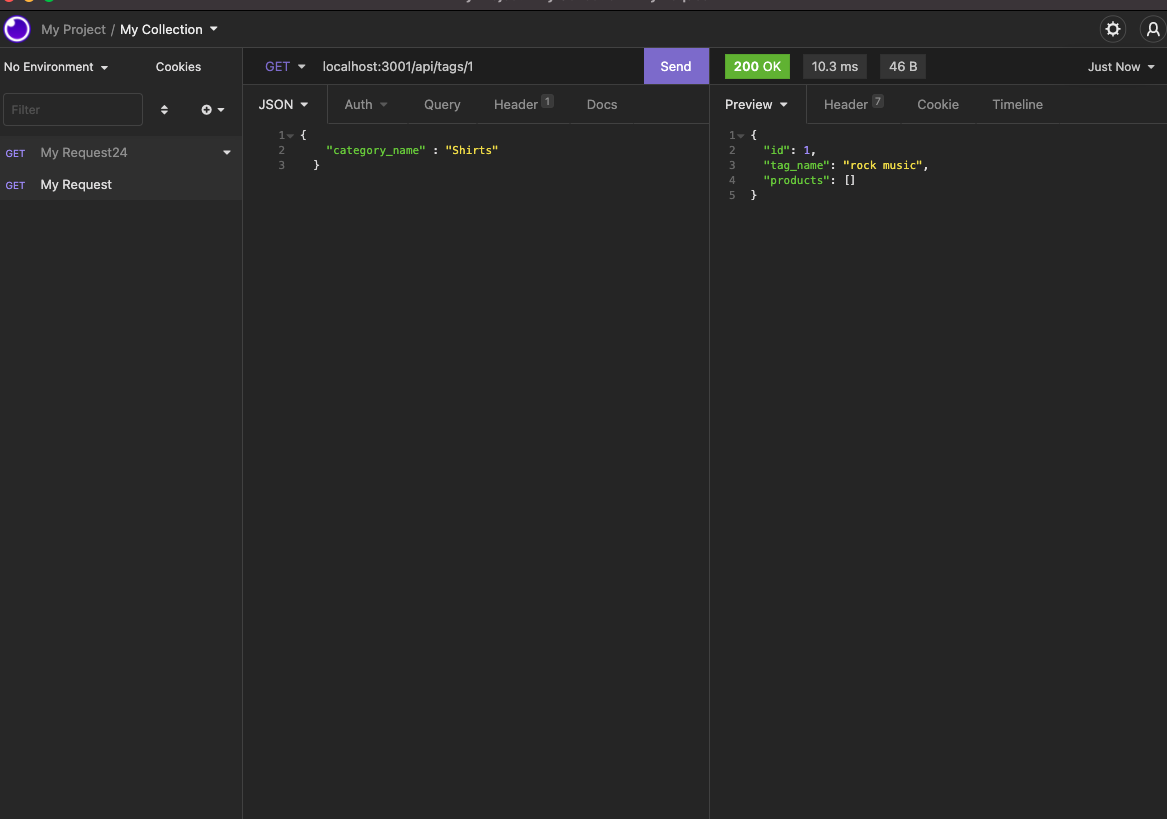 My Project / My Collection
No Environment
Cookies
Filter
GET My Request24
GET My Request
GET localhost:3001/api/tags/1
Send
JSON Auth Query Header 1 Docs
1 {
2 "category_name" : "Shirts"
3 }
200 OK 10.3 ms 46 B Just Now
Preview Header 7 Cookie Timeline
1 {
2 "id": 1,
3 "tag_name": "rock music",
4 "products": []
5 }